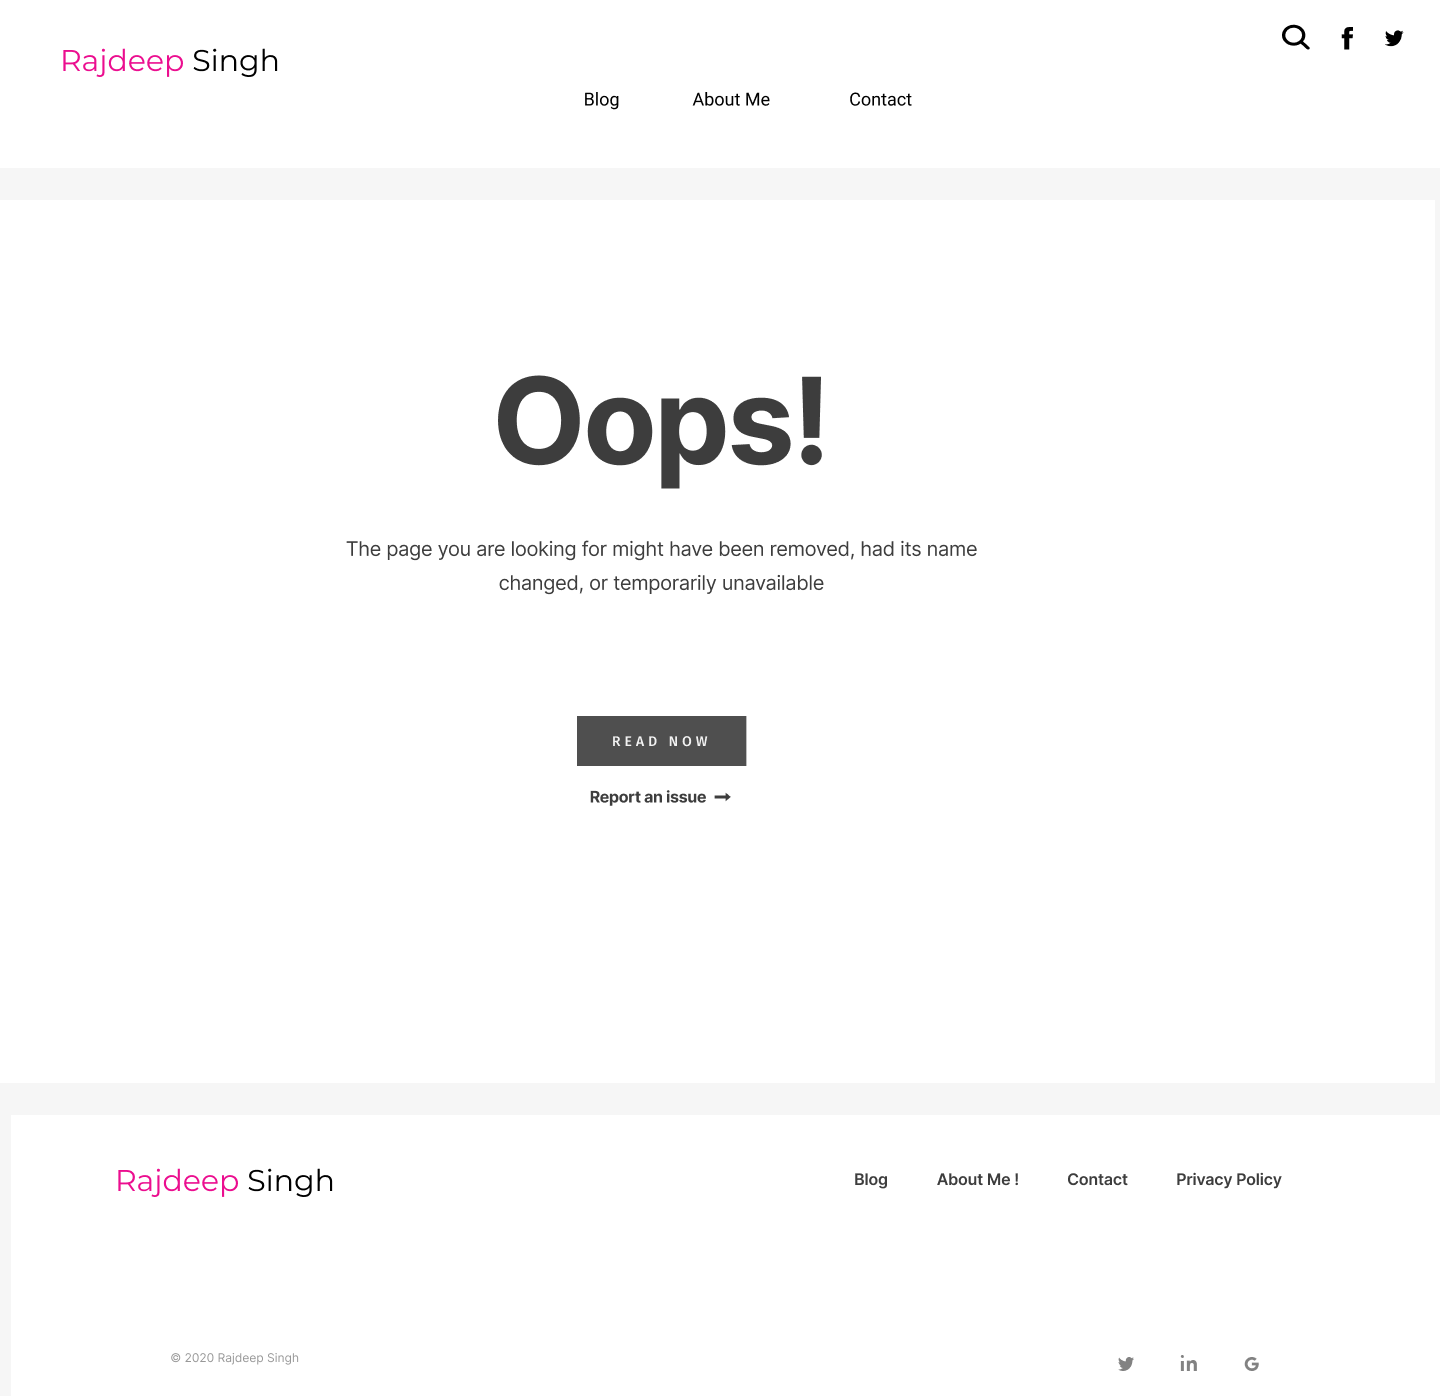 Rajdeep Singh
Blog About Me Contact
Oops!
The page you are looking for might have been removed, had its name
changed, or temporarily unavailable
READ NOW
Report an issue
Rajdeep Singh
Blog About Me ! Contact Privacy Policy
© 2020 Rajdeep Singh